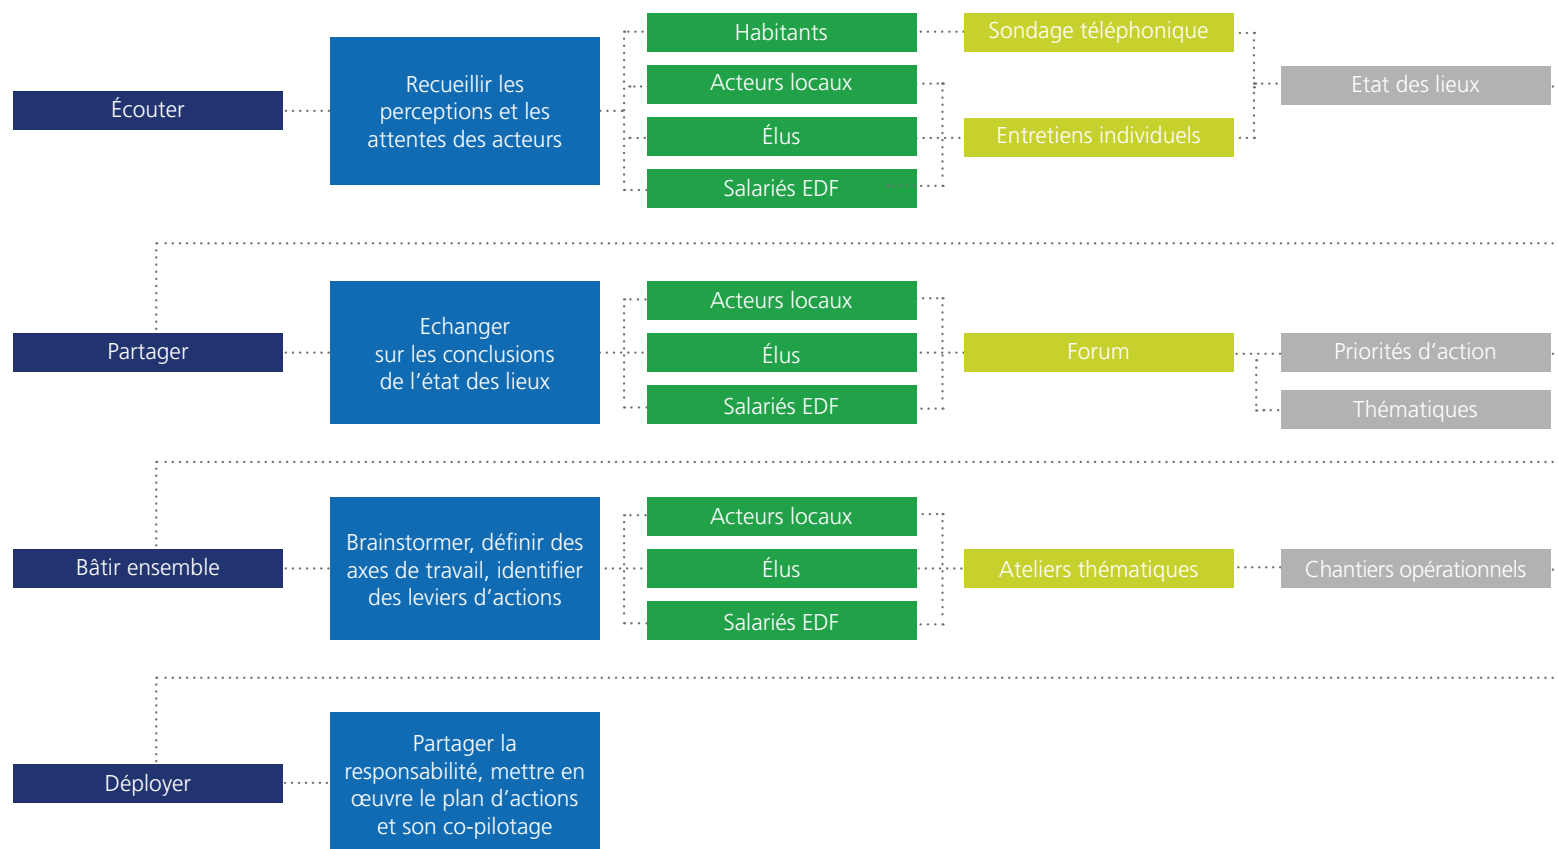 Écouter
Recueillir les
perceptions et les
attentes des acteurs
Habitants
Acteurs locaux
Élus
Salariés EDF
Sondage téléphonique
Entretiens individuels
Etat des lieux
Partager
Echanger
sur les conclusions
de l’état des lieux
Acteurs locaux
Élus
Salariés EDF
Forum
Priorités d’action
Thématiques
Bâtir ensemble
Brainstormer, définir des
axes de travail, identifier
des leviers d’actions
Acteurs locaux
Élus
Salariés EDF
Ateliers thématiques
Chantiers opérationnels
Déployer
Partager la
responsabilité, mettre en
œuvre le plan d’actions
et son co-pilotage